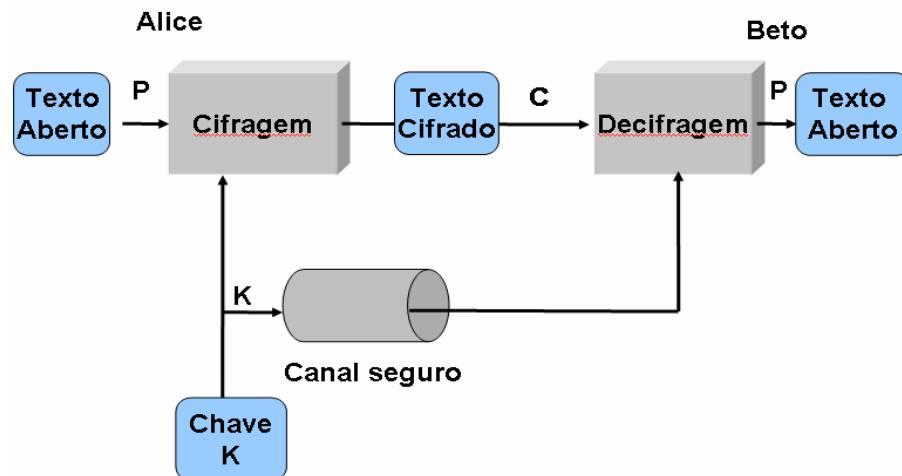 Alice
Beto
Texto
Aberto
P
Cifragem
Texto
Cifrado
C
Decifragem
P
Texto
Aberto
K
Canal seguro
Chave
K